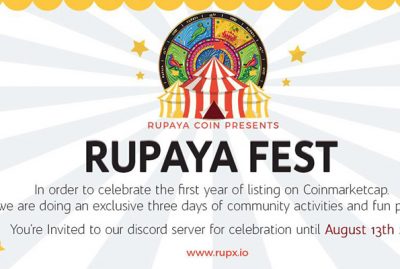 RUPAYA COIN PRESENTS
RUPAYA FEST
In order to celebrate the first year of listing on Coinmarketcap.
we are doing an exclusive three days of community activities and fun
You're Invited to our discord server for celebration until August 13th
www.rupx.io